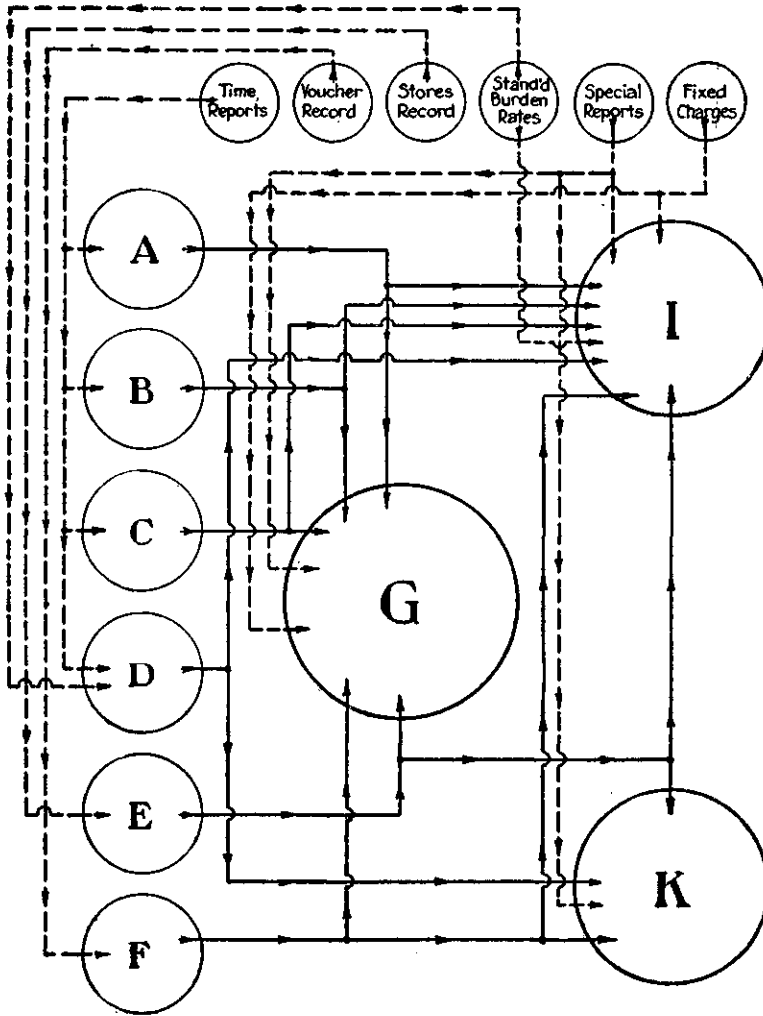 Time Reports
Voucher Record
Stores Record
Stand'd Burden Rates
Special Reports
Fixed Charges
A
B
C
D
E
F
G
I
K